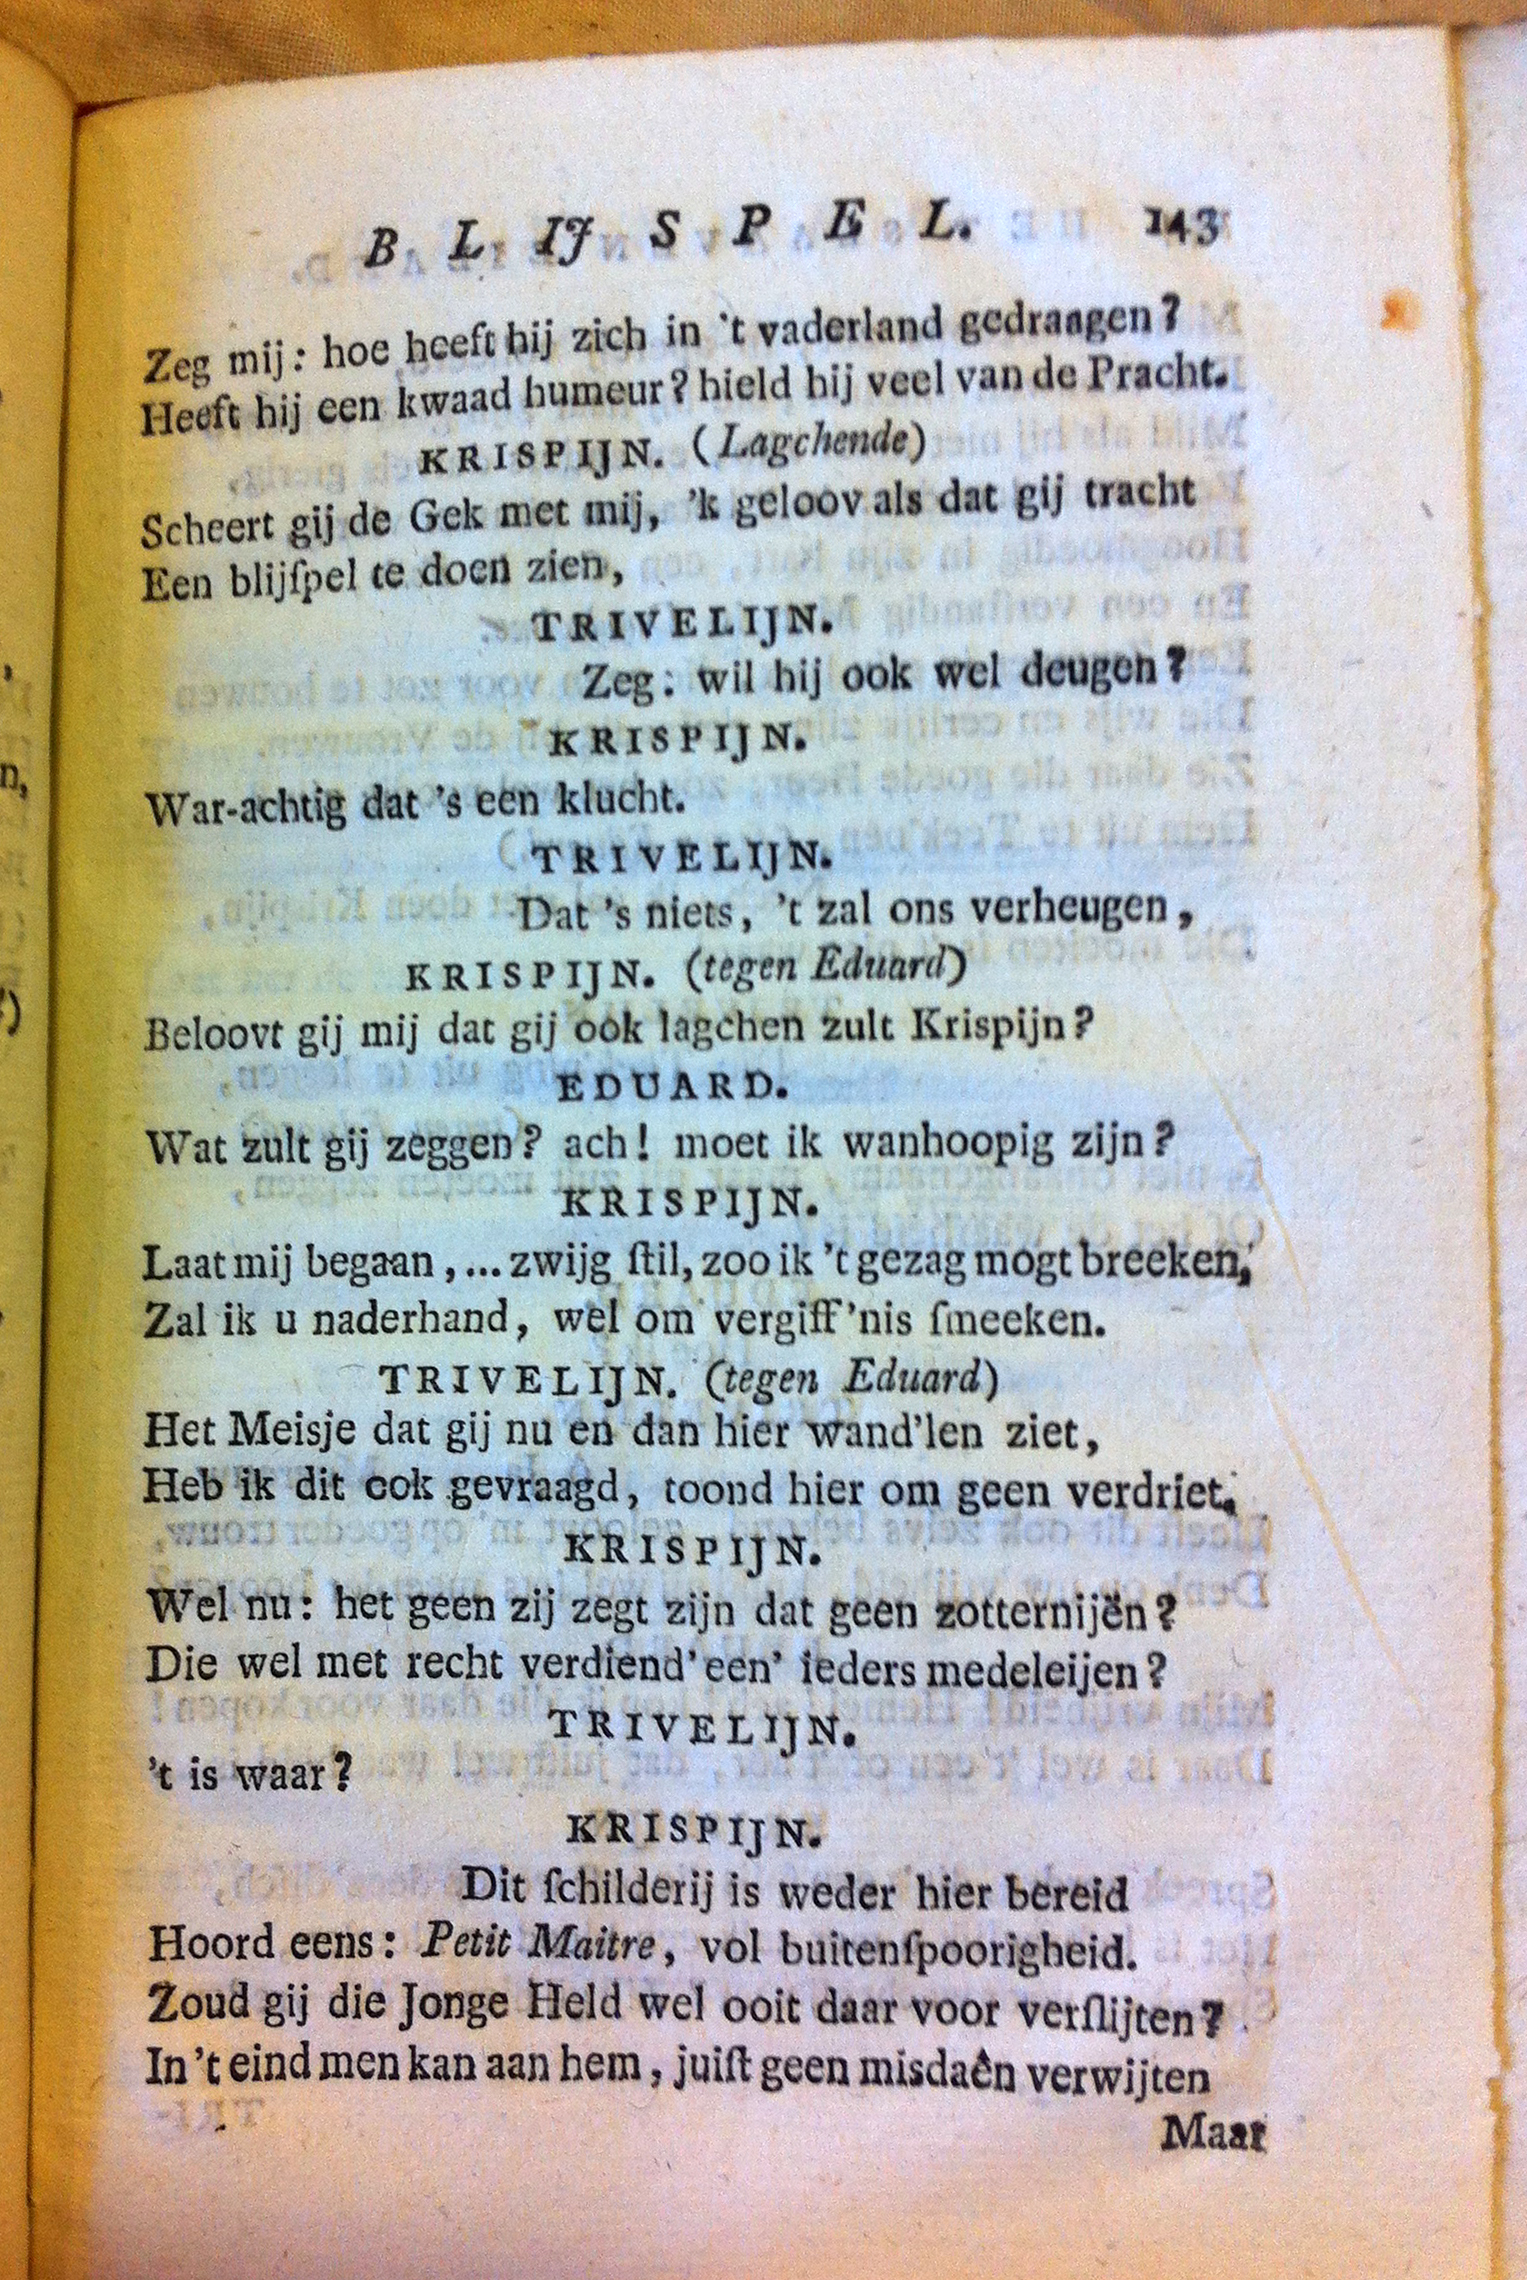 BLIJSPEL. 143
Zeg mij: hoe heeft hij zich in 't vaderland gedraagen?
Heeft hij een kwaad humeur? hield hij veel van de Pracht.
KRISPIJN. (Lagchende)
Scheert gij de Gek met mij, 'k geloov als dat gij tracht
Een blijſpel te doen zien,
TRIVELIJN.
Zeg: wil hij ook wel deugen?
KRISPIJN.
War-achtig dat 's een klucht.
TRIVELIJN.
Dat 's niets, 't zal ons verheugen,
KRISPIJN. (tegen Eduard)
Beloovt gij mij dat gij ook lagchen zult Krispijn?
EDUARD.
Wat zult gij zeggen? ach! moet ik wanhoopig zijn?
KRISPIJN.
Laat mij begaan, ... zwijg ſtil, zoo ik 't gezag mogt breeken,
Zal ik u naderhand, wel om vergiff'nis ſmeeken.
TRIVELIJN. (tegen Eduard)
Het Meisje dat gij nu en dan hier wand'len ziet,
Heb ik dit ook gevraagd, toond hier om geen verdriet.
KRISPIJN.
Wel nu: het geen zij zegt zijn dat geen zotternijën?
Die wel met recht verdiend' een' ieders medeleijen?
TRIVELIJN.
't is waar?
KRISPIJN.
Dit ſchilderij is weder hier bereid
Hoord eens: Petit Maitre, vol buitenſpoorigheid.
Zoud gij die Jonge Held wel ooit daar voor verſlijten?
In 't eind men kan aan hem, juiſt geen misdaên verwijten
Maar